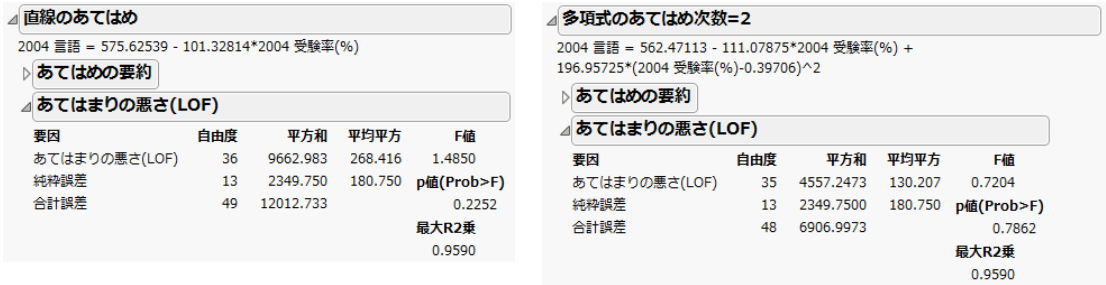 直線のあてはめ
2004 言語 = 575.62539 - 101.32814*2004 受験率(%)
あてはめの要約
あてはまりの悪さ(LOF)
要因 自由度 平方和 平均平方 F値
あてはまりの悪さ(LOF) 36 9662.983 268.416 1.4850
純粋誤差 13 2349.750 180.750 p値(Prob>F)
合計誤差 49 12012.733 0.2252
最大R2乗
0.9590
多項式のあてはめ次数=2
2004 言語 = 562.47113 - 111.07875*2004 受験率(%) +
196.95725*(2004 受験率(%)-0.39706)^2
あてはめの要約
あてはまりの悪さ(LOF)
要因 自由度 平方和 平均平方 F値
あてはまりの悪さ(LOF) 35 4557.2473 130.207 0.7204
純粋誤差 13 2349.7500 180.750 p値(Prob>F)
合計誤差 48 6906.9973 0.7862
最大R2乗
0.9590